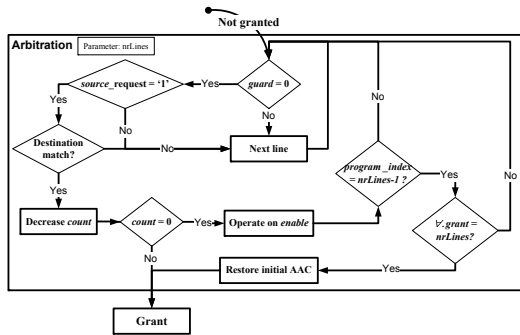 Not granted
Arbitration
Parameter: nrLines
source_request = '1'
Yes
guard = 0
Yes
No
No
No
Destination match?
No
Next line
program_index = nrLines-1 ?
Yes
No
Yes
Decrease count
count = 0
Yes
Operate on enable
∀.grant = nrLines?
No
Restore initial AAC
Yes
Grant